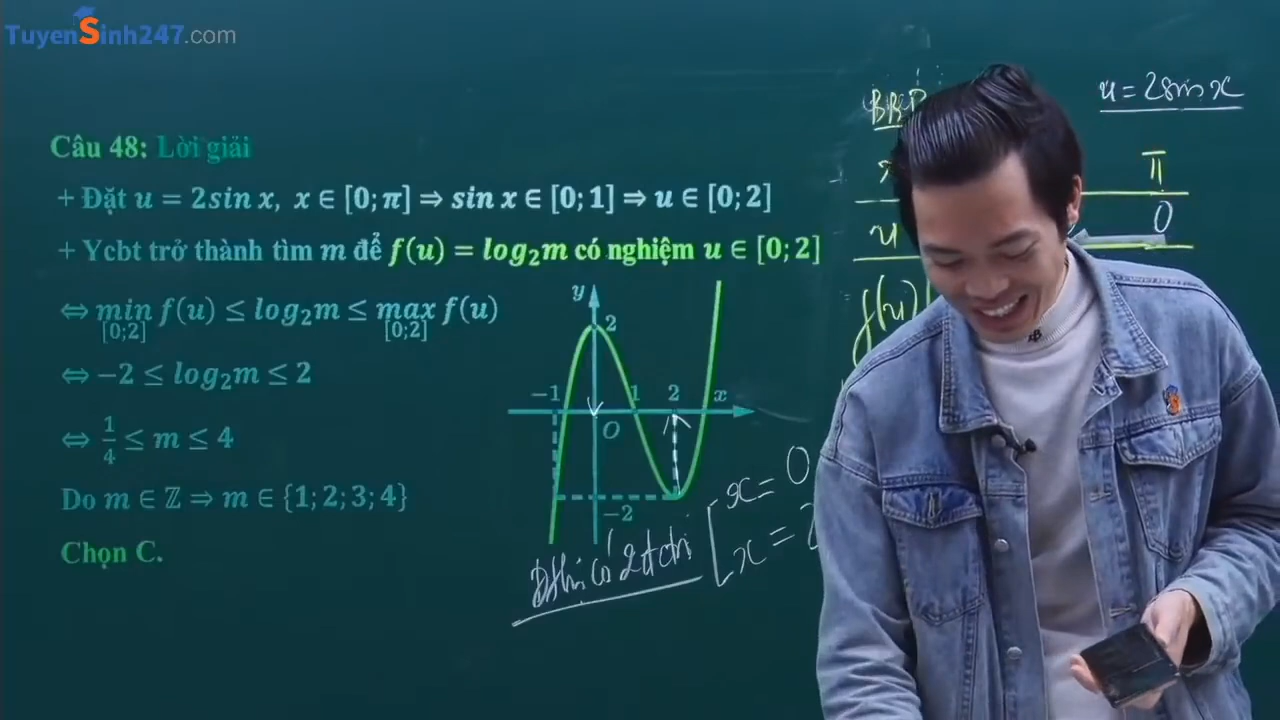 TuyenSinh247.com
Câu 48: Lời giải
+ Đặt u = 2sin x, x ∈ [0; π] ⇒ sin x ∈ [0; 1] ⇒ u ∈ [0; 2]
+ Ycbt trở thành tìm m để f(u) = log₂m có nghiệm u ∈ [0; 2]
⇔ min f(u) ≤ log₂m ≤ max f(u)
[0;2] [0;2]
⇔ −2 ≤ log₂m ≤ 2
⇔ 1/4 ≤ m ≤ 4
Do m ∈ ℤ ⇒ m ∈ {1; 2; 3; 4}
Chọn C.
y
2
−1 1 2 x
O
−2
x = 0
x =
u = 2sin x
π
u 0
f(u)